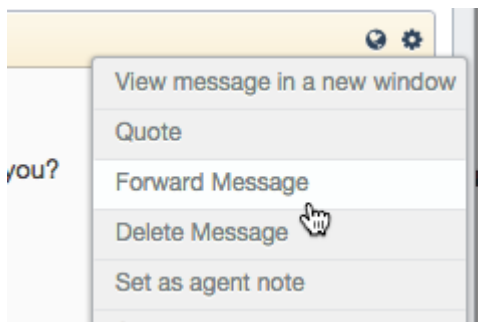 View message in a new window
Quote
you?
Forward Message
Delete Message
Set as agent note